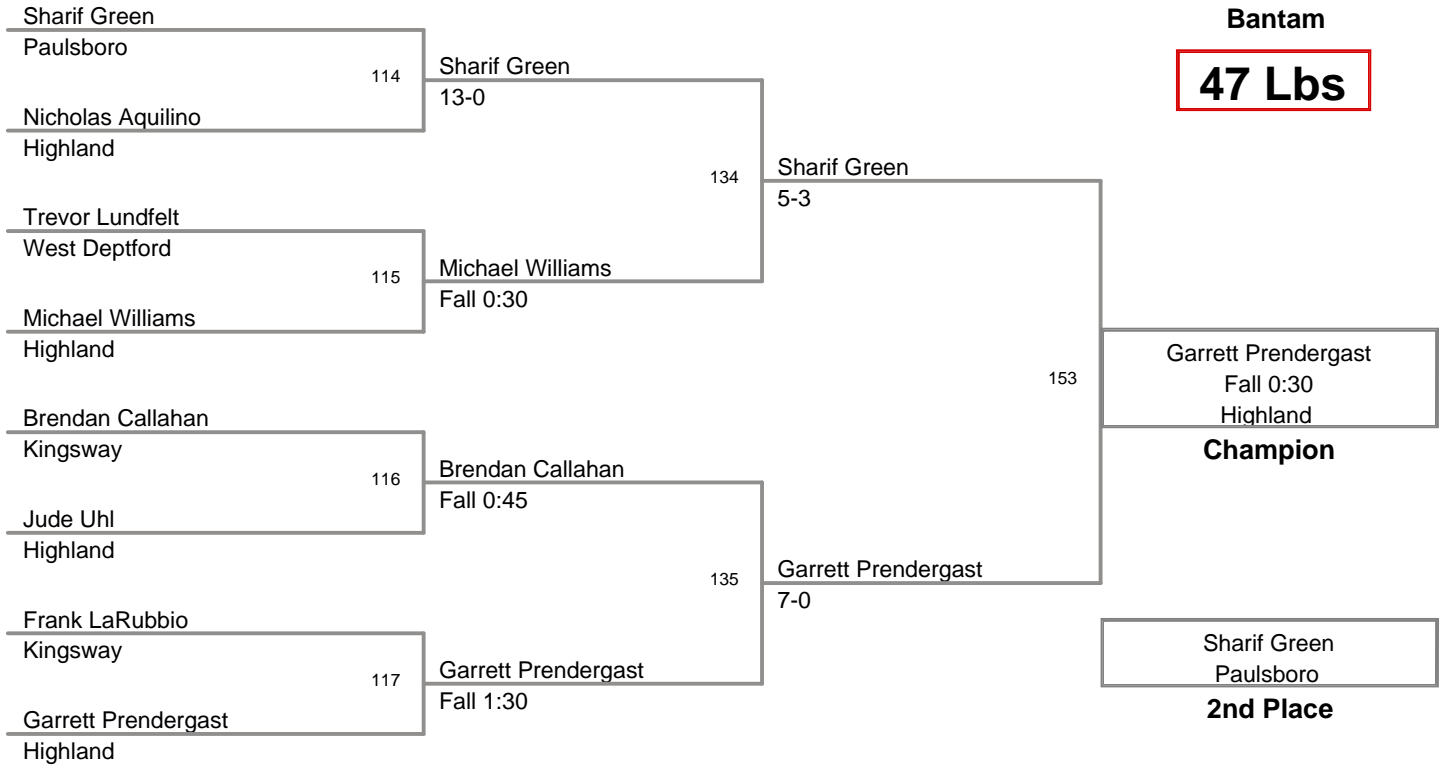 Sharif Green
Paulsboro
114
Nicholas Aquilino
Highland
Trevor Lundfelt
West Deptford
115
Michael Williams
Highland
Brendan Callahan
Kingsway
116
Jude Uhl
Highland
Frank LaRubbio
Kingsway
117
Garrett Prendergast
Highland
Sharif Green
13-0
134
Michael Williams
Fall 0:30
Brendan Callahan
Fall 0:45
135
Garrett Prendergast
Fall 1:30
Sharif Green
5-3
153
Garrett Prendergast
7-0
Bantam
47 Lbs
Garrett Prendergast
Fall 0:30
Highland
Champion
Sharif Green
Paulsboro
2nd Place